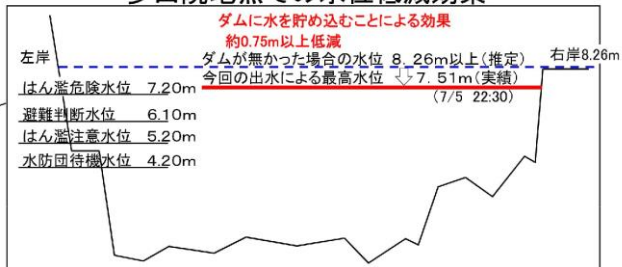 ダムに水を貯め込むことによる効果
約0.75m以上低減
左岸
ダムが無かった場合の水位 8.26m以上(推定)
右岸8.26m
はん濫危険水位 7.20m
今回の出水による最高水位 7.51m(実績)
(7/5 22:30)
避難判断水位 6.10m
はん濫注意水位 5.20m
水防団待機水位 4.20m